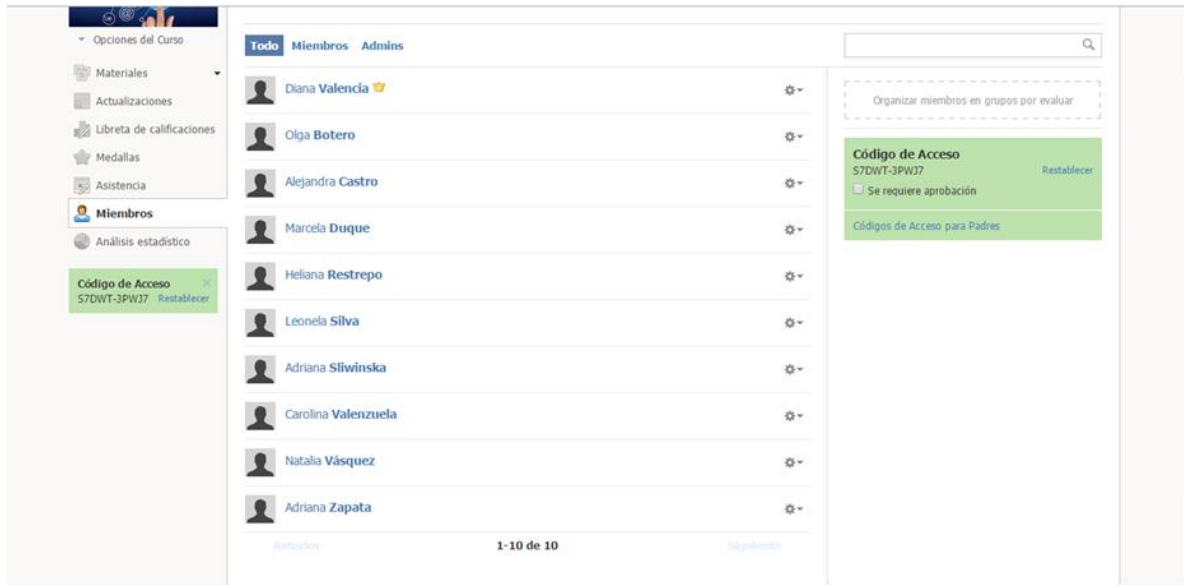 Opciones del Curso
Materiales
Actualizaciones
Libreta de calificaciones
Medallas
Asistencia
Miembros
Análisis estadístico
Código de Acceso
S7DWT-3PWJ7 Restablecer
Todo Miembros Admins
Diana Valencia
Olga Botero
Alejandra Castro
Marcela Duque
Heliana Restrepo
Leonela Silva
Adriana Sliwinska
Carolina Valenzuela
Natalia Vásquez
Adriana Zapata
Anterior 1-10 de 10 Siguiente
Organizar miembros en grupos por evaluar
Código de Acceso
S7DWT-3PWJ7 Restablecer
Se requiere aprobación
Códigos de Acceso para Padres